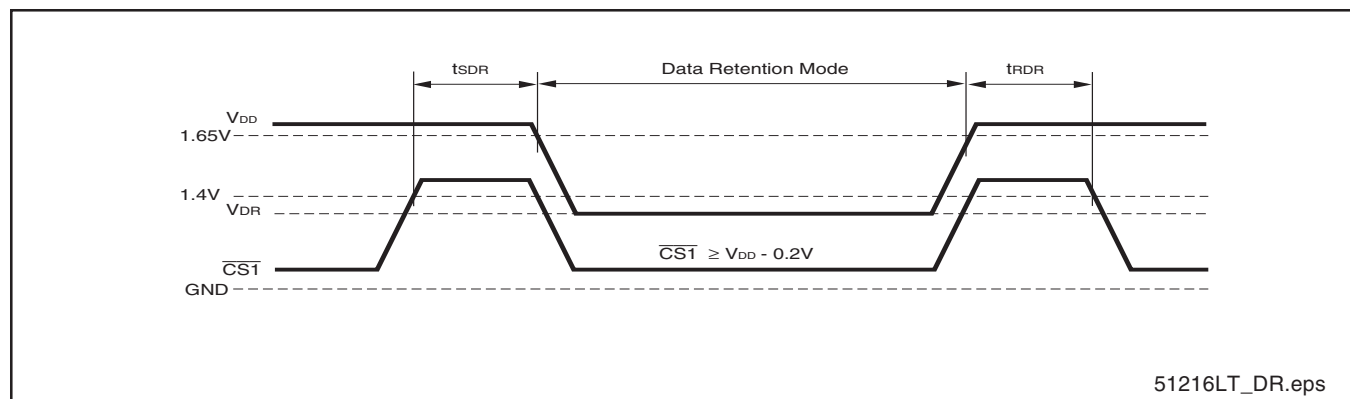 tSDR Data Retention Mode tRDR
VDD
1.65V
1.4V
VDR
CS1 ≥ VDD - 0.2V
CS1
GND
51216LT_DR.eps